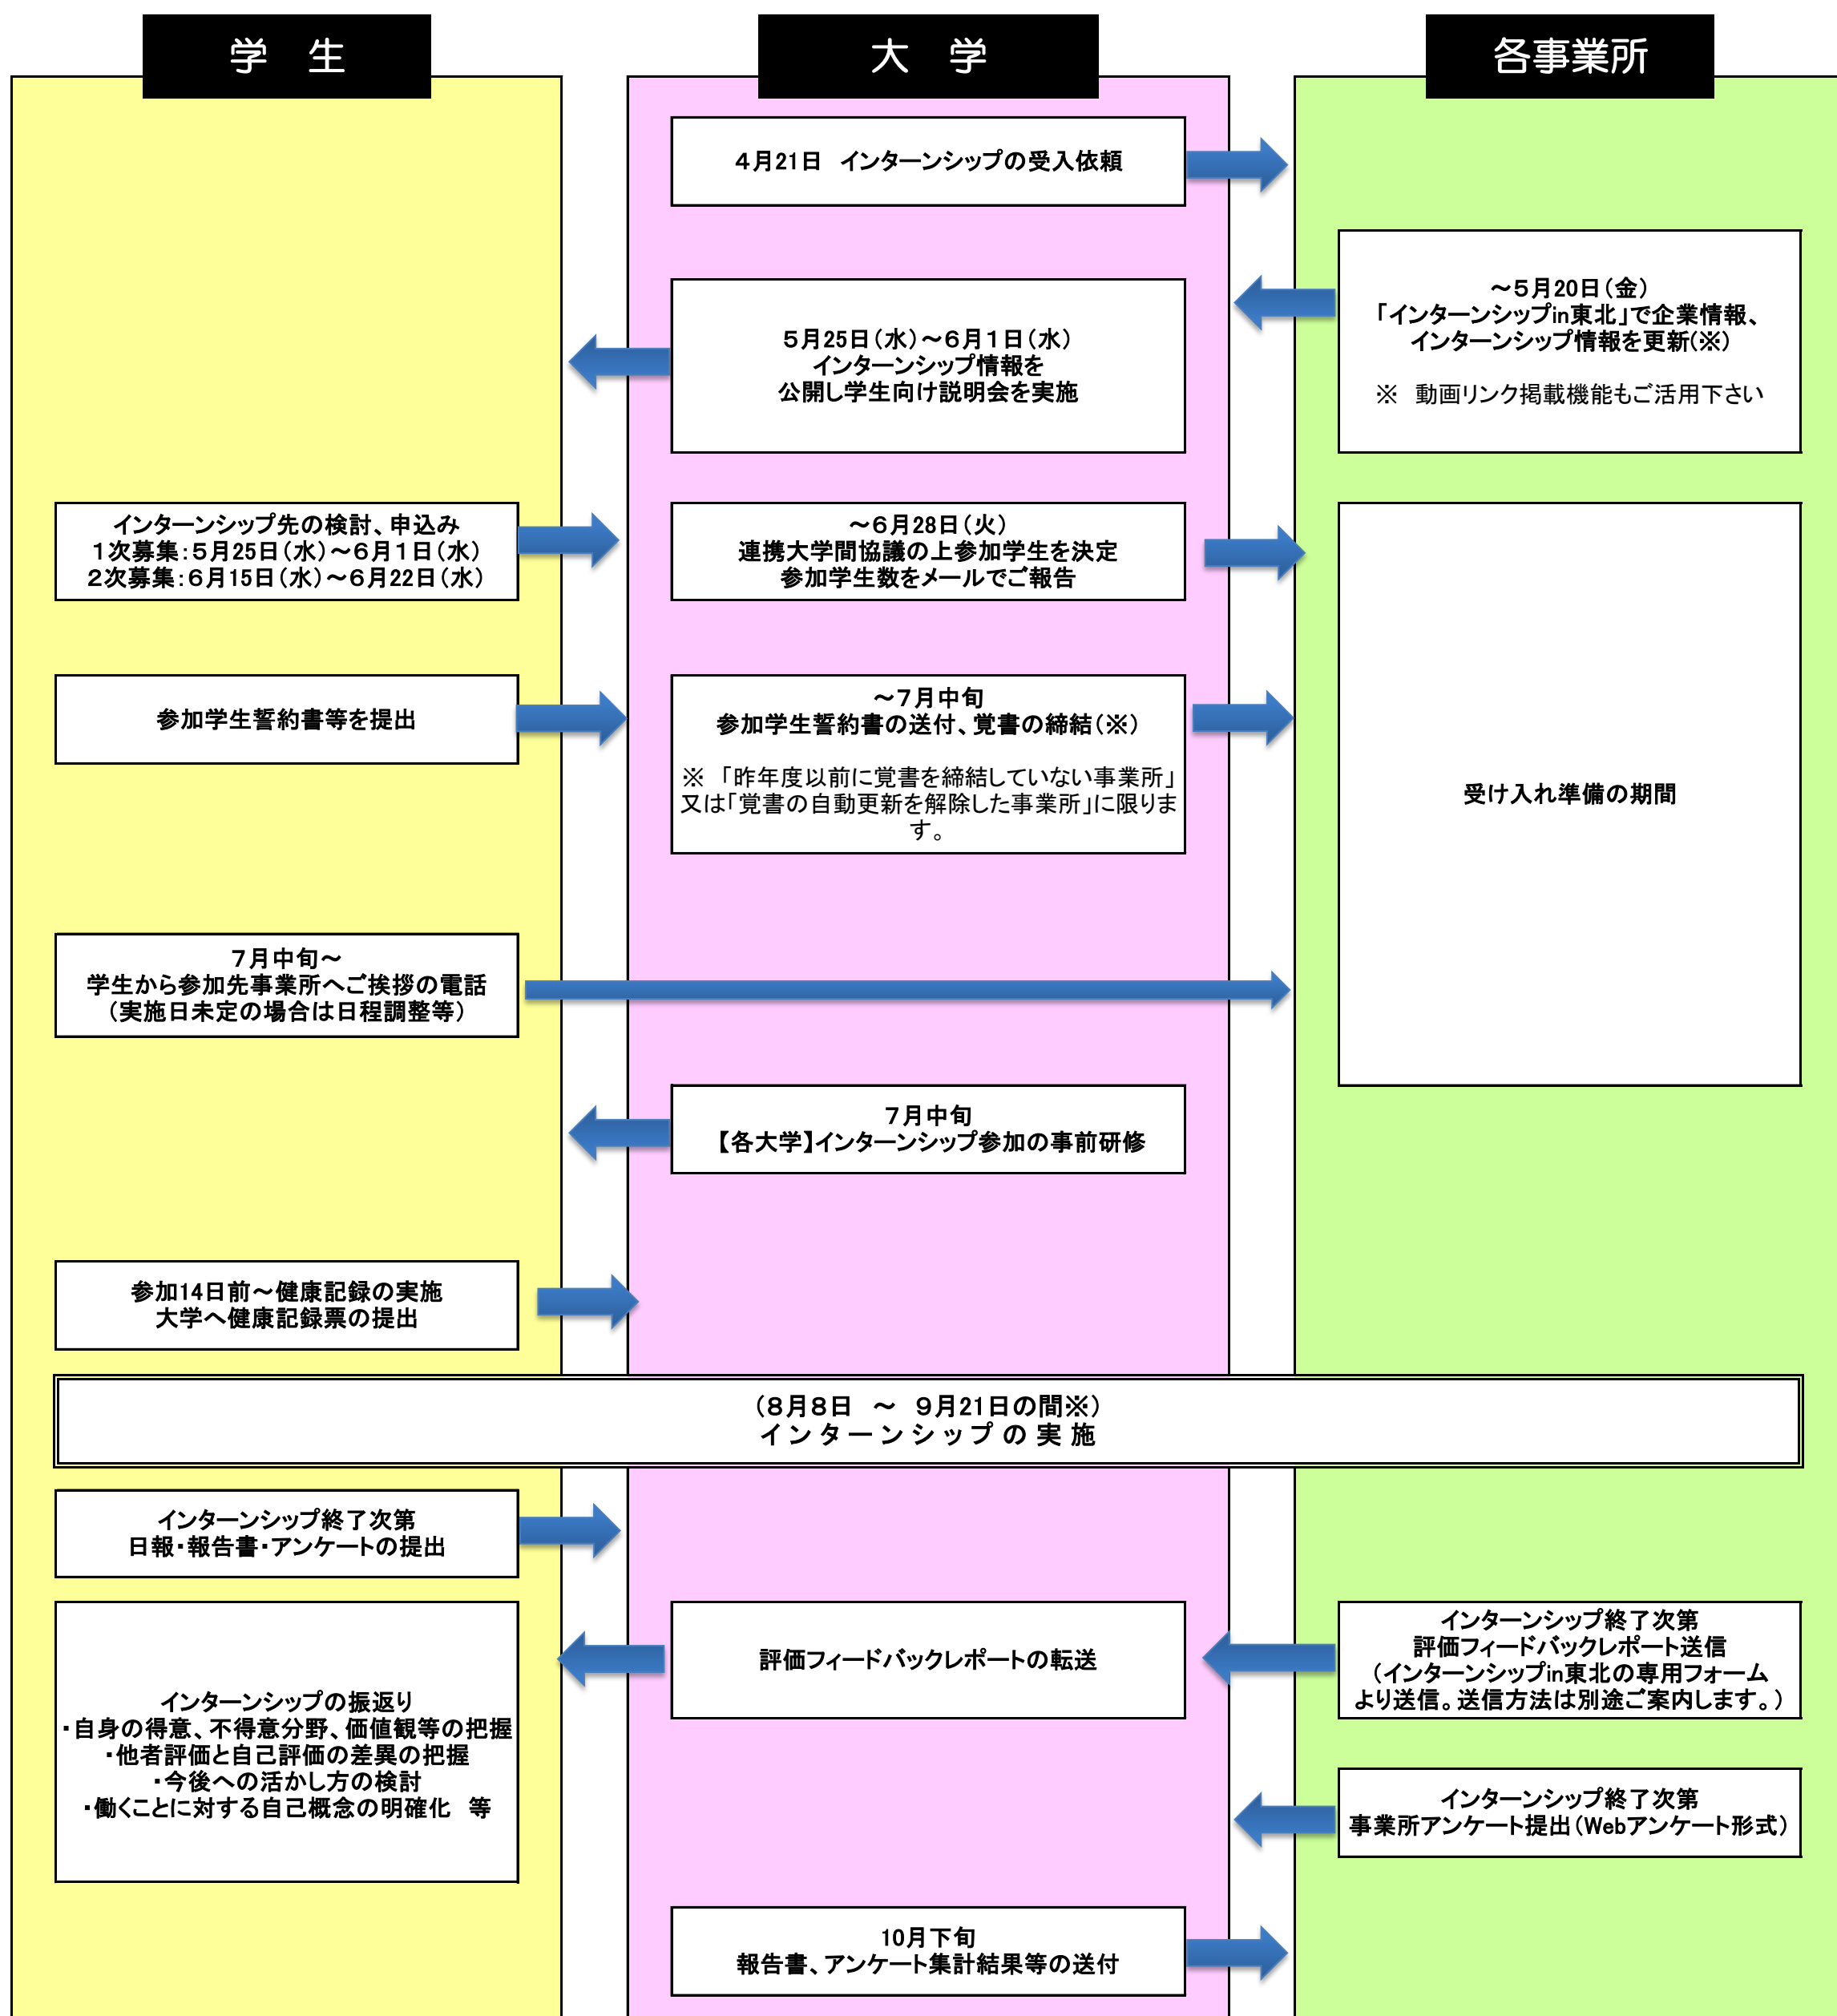 学　生
大　学
各事業所
４月21日　インターンシップの受入依頼
～５月20日（金）
「インターンシップin東北」で企業情報、
インターンシップ情報を更新（※）
※　動画リンク掲載機能もご活用下さい
５月25日（水）～６月１日（水）
インターンシップ情報を
公開し学生向け説明会を実施
インターンシップ先の検討、申込み
１次募集：５月25日（水）～６月１日（水）
２次募集：６月15日（水）～６月22日（水）
～６月28日（火）
連携大学間協議の上参加学生を決定
参加学生数をメールでご報告
受け入れ準備の期間
参加学生誓約書等を提出
～７月中旬
参加学生誓約書の送付、覚書の締結（※）
※　「昨年度以前に覚書を締結していない事業所」
又は「覚書の自動更新を解除した事業所」に限りま
す。
７月中旬～
学生から参加先事業所へご挨拶の電話
（実施日未定の場合は日程調整等）
７月中旬
【各大学】インターンシップ参加の事前研修
参加14日前～健康記録の実施
大学へ健康記録票の提出
（８月８日　～　９月21日の間※）
インターンシップの実施
インターンシップ終了次第
日報・報告書・アンケートの提出
インターンシップの振返り
・自身の得意、不得意分野、価値観等の把握
・他者評価と自己評価の差異の把握
・今後への活かし方の検討
・働くことに対する自己概念の明確化　等
評価フィードバックレポートの転送
インターンシップ終了次第
評価フィードバックレポート送信
（インターンシップin東北の専用フォーム
より送信。送信方法は別途ご案内します。）
インターンシップ終了次第
事業所アンケート提出（Webアンケート形式）
10月下旬
報告書、アンケート集計結果等の送付